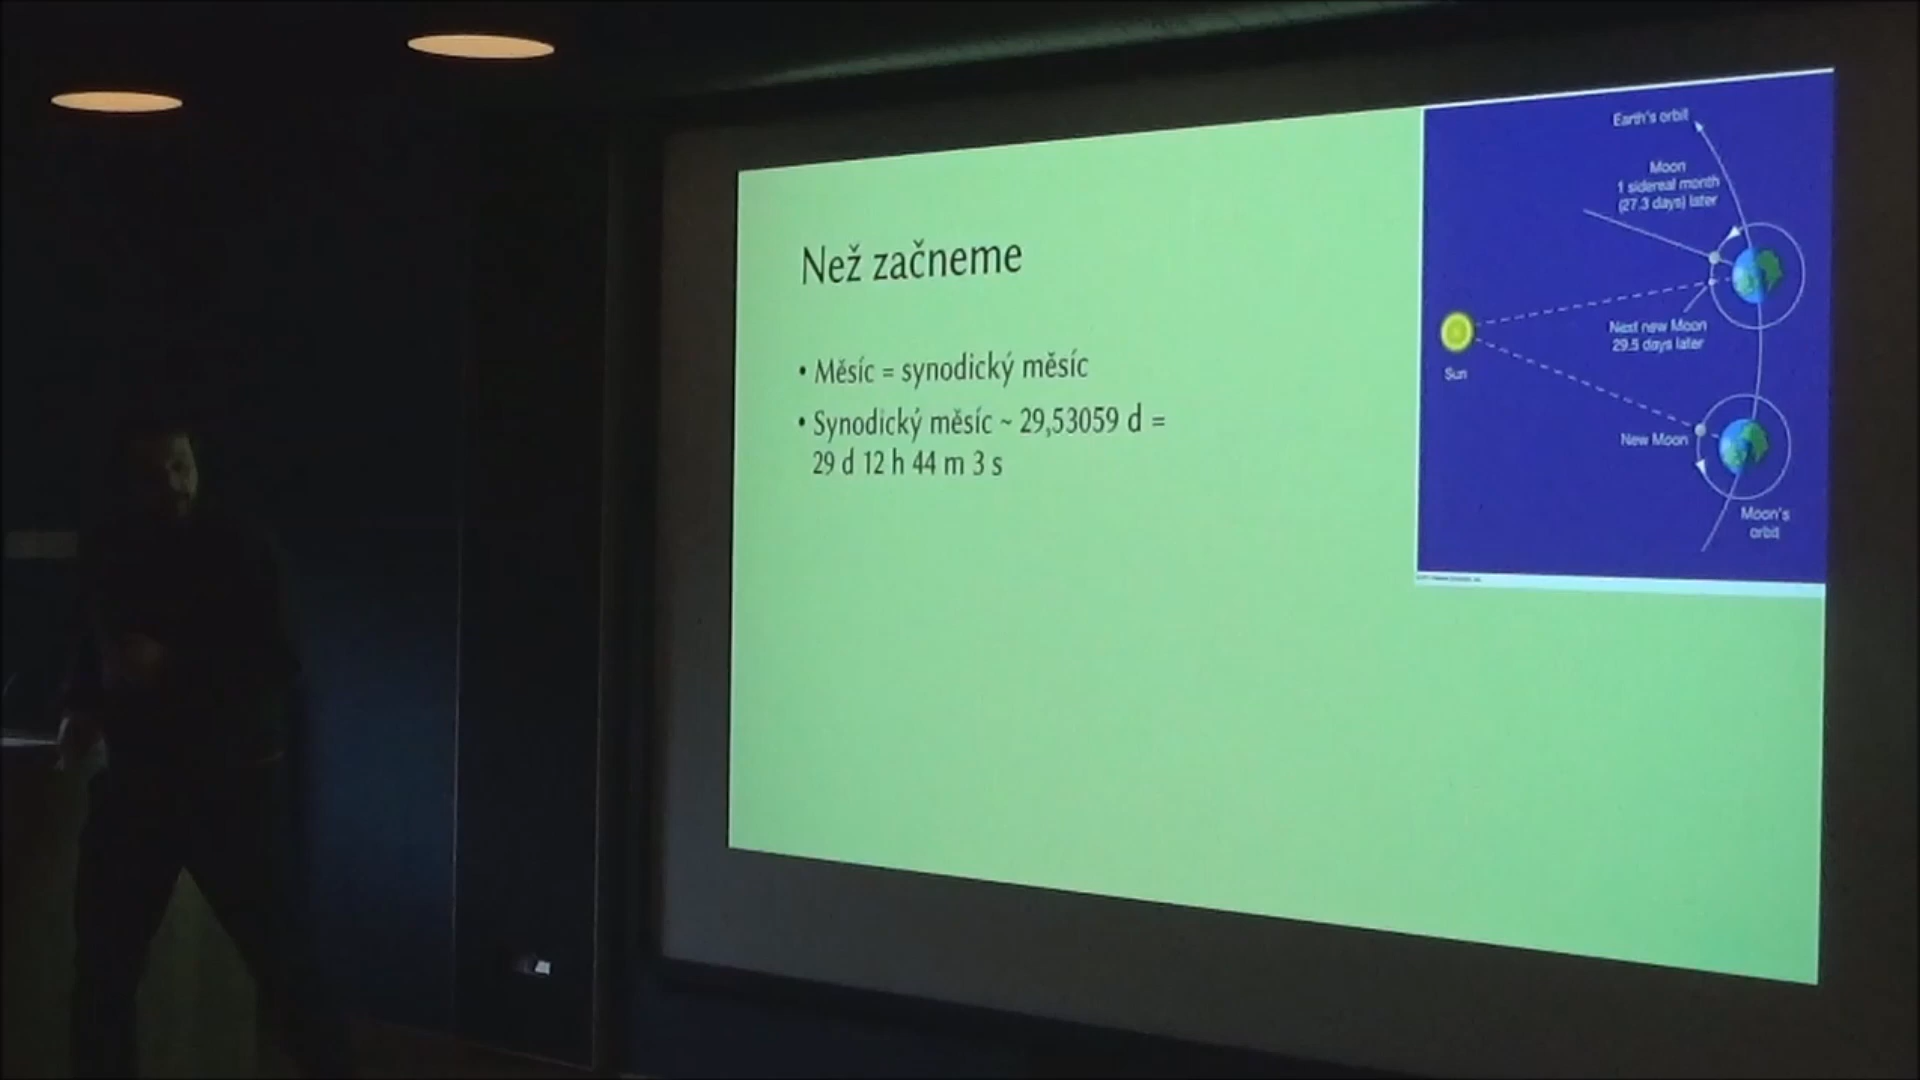 Než začneme
• Měsíc = synodický měsíc
• Synodický měsíc ~ 29,53059 d =
29 d 12 h 44 m 3 s
Earth's orbit
Moon
1 sidereal month
(27.3 days) later
Next new Moon
29.5 days later
Sun
New Moon
Moon's
orbit